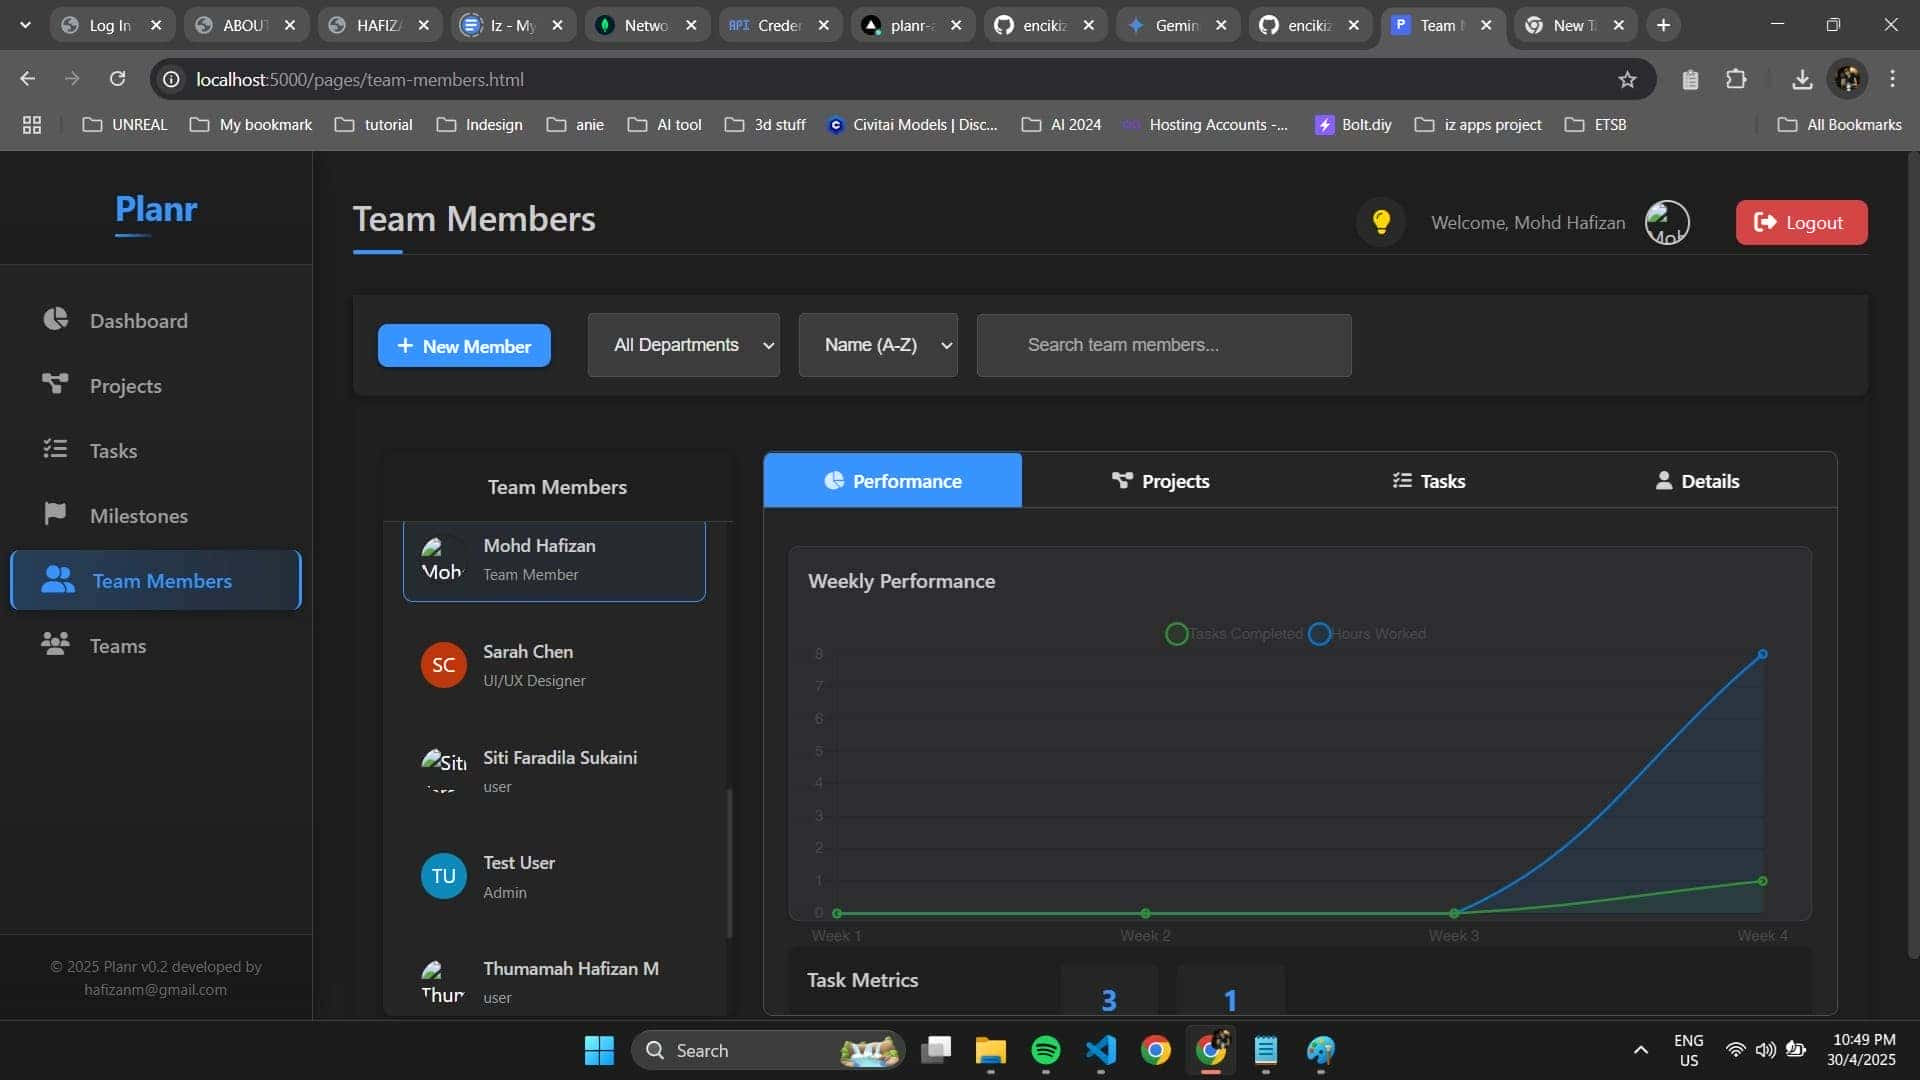 Log In
ABOUT
HAFIZA
Iz - My
Netwo
API Creder
planr-a
encikiz
Gemin
encikiz
P Team M
New T
localhost:5000/pages/team-members.html
UNREAL
My bookmark
tutorial
Indesign
anie
AI tool
3d stuff
Civitai Models | Disc...
AI 2024
Hosting Accounts -...
Bolt.diy
iz apps project
ETSB
All Bookmarks
Planr
Team Members
Welcome, Mohd Hafizan
Moh
Logout
Dashboard
Projects
Tasks
Milestones
Team Members
Teams
© 2025 Planr v0.2 developed by
hafizanm@gmail.com
+ New Member
All Departments
Name (A-Z)
Search team members...
Team Members
Moh
Mohd Hafizan
Team Member
SC
Sarah Chen
UI/UX Designer
Siti
Siti Faradila Sukaini
user
TU
Test User
Admin
Thum
Thumamah Hafizan M
user
Performance
Projects
Tasks
Details
Weekly Performance
Tasks Completed
Hours Worked
8
7
6
5
4
3
2
1
0
Week 1
Week 2
Week 3
Week 4
Task Metrics
3
1
Search
ENG
US
10:49 PM
30/4/2025